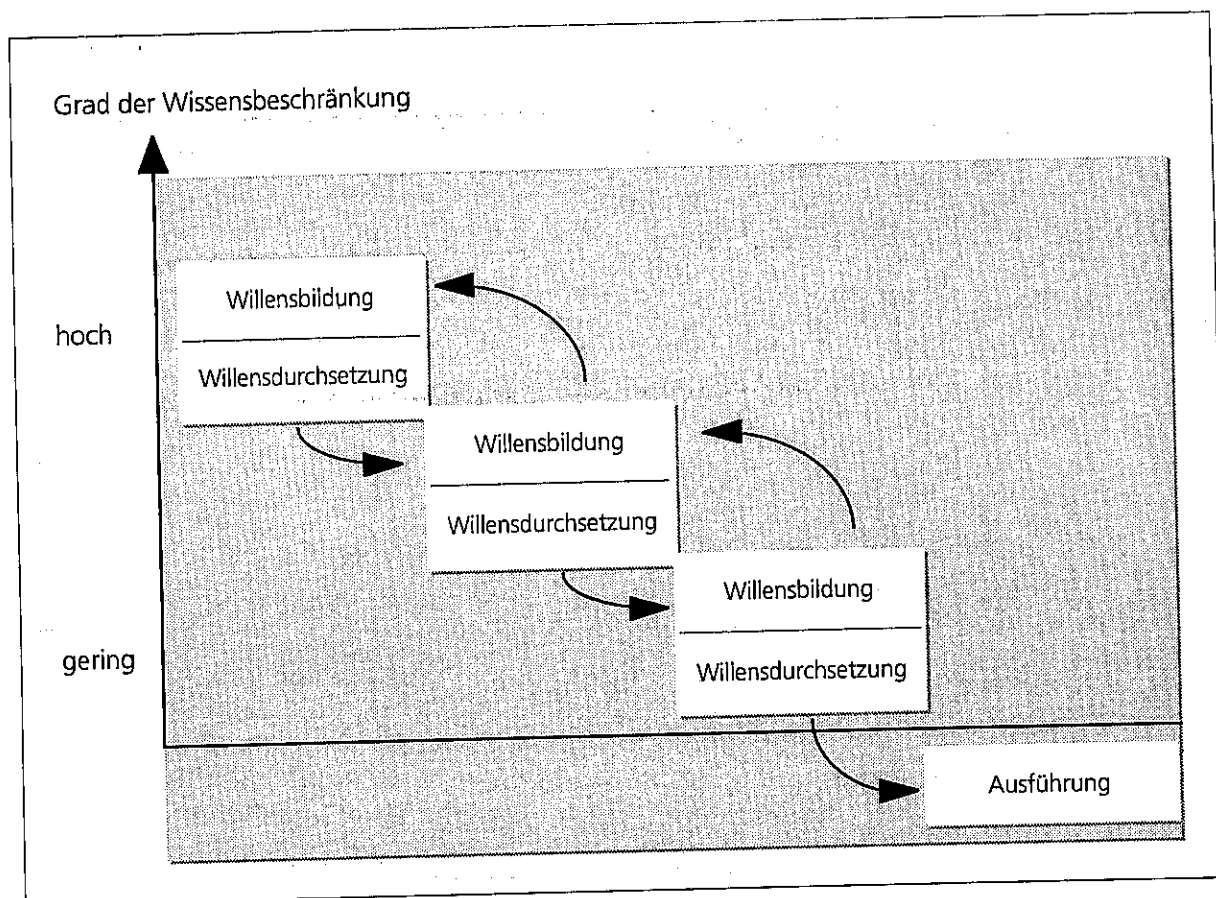 Grad der Wissensbeschränkung
hoch
gering
Willensbildung
Willensdurchsetzung
Willensbildung
Willensdurchsetzung
Willensbildung
Willensdurchsetzung
Ausführung